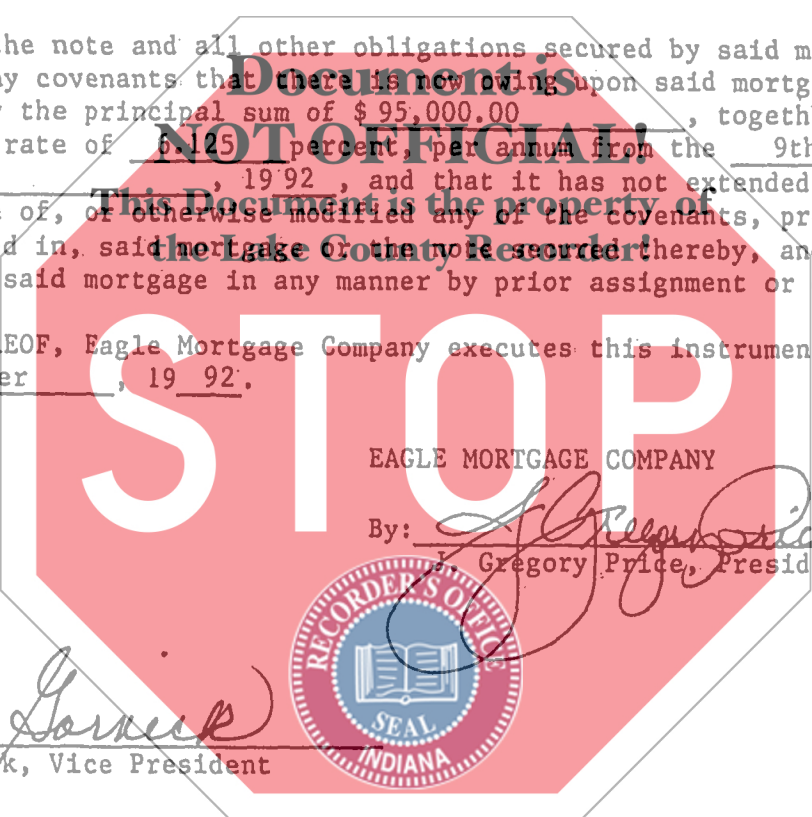 he note and all other obligations secured by said m
ny covenants that there is now owing upon said mortg
Document is
the principal sum of $ 95,000.00 , togeth
rate of 6.125 percent, per annum from the 9th
NOT OFFICIAL!
, 19 92 , and that it has not extended
This Document is the property of
s of, or otherwise modified any of the covenants, pr
the Lake County Recorder!
d in, said mortgage or the note secured thereby, an
said mortgage in any manner by prior assignment or
EOF, Eagle Mortgage Company executes this instrumen
er , 19 92.
STOP
EAGLE MORTGAGE COMPANY
By: J Gregory Price
J. Gregory Price, Presid
RECORDER'S OFFICE
SEAL
INDIANA
k, Vice President